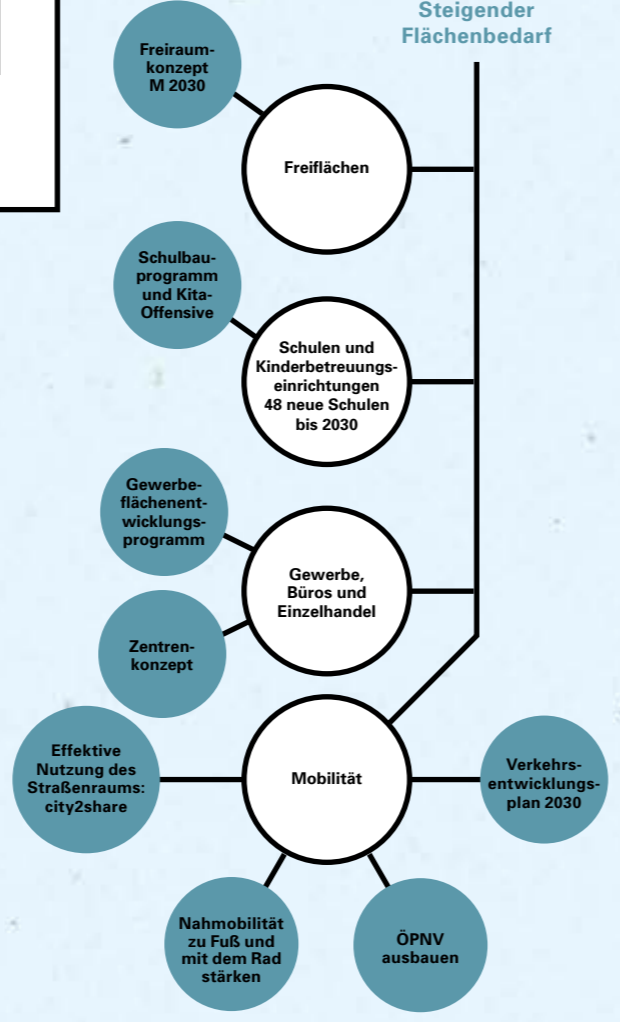 Steigender
Flächenbedarf
Freiraum-
konzept
M 2030
Freiflächen
Schulbau-
programm
und Kita-
Offensive
Schulen und
Kinderbetreuungs-
einrichtungen
48 neue Schulen
bis 2030
Gewerbe-
flächenent-
wicklungs-
programm
Gewerbe,
Büros und
Einzelhandel
Zentren-
konzept
Effektive
Nutzung des
Straßenraums:
city2share
Mobilität
Verkehrs-
entwicklungs-
plan 2030
Nahmobilität
zu Fuß und
mit dem Rad
stärken
ÖPNV
ausbauen